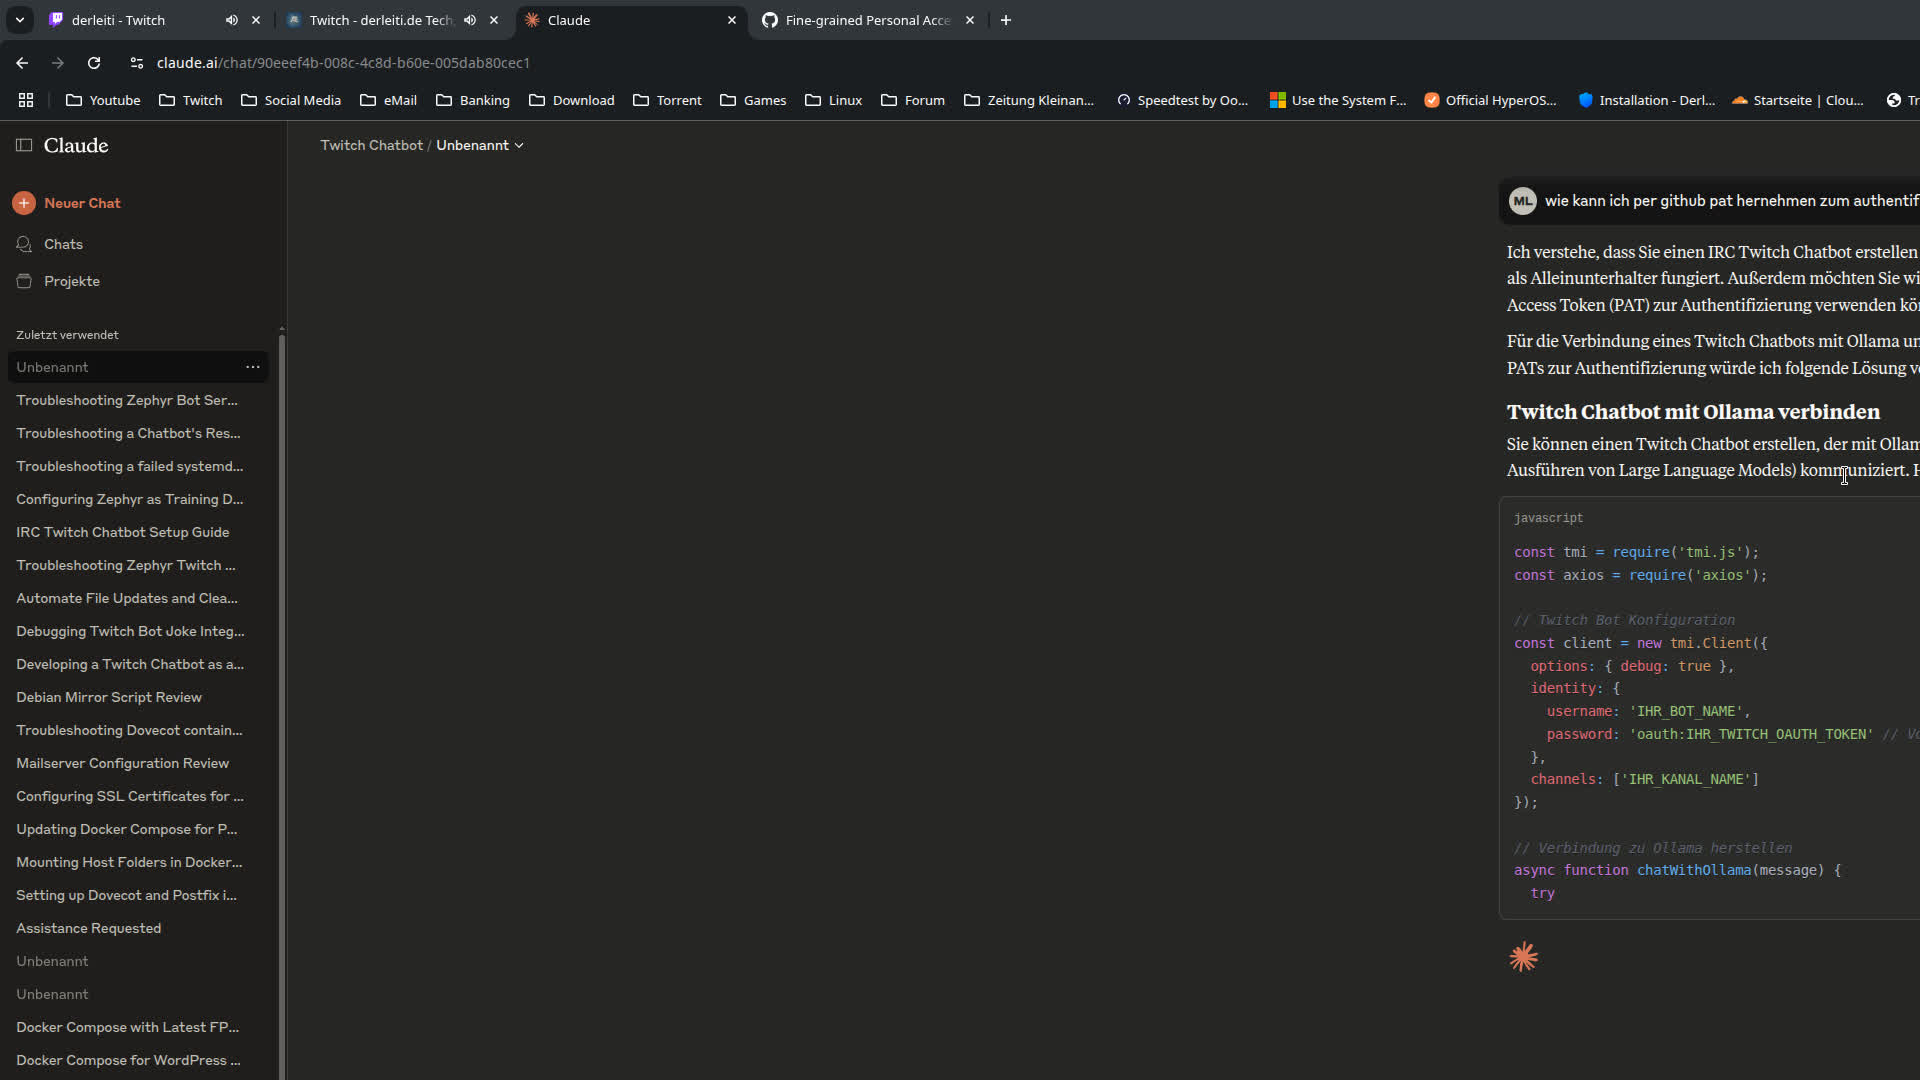 derleiti - Twitch
Twitch - derleiti.de Tech
Claude
Fine-grained Personal Acce
claude.ai/chat/90eeef4b-008c-4c8d-b60e-005dab80cec1
Youtube
Twitch
Social Media
eMail
Banking
Download
Torrent
Games
Linux
Forum
Zeitung Kleinan...
Speedtest by Oo...
Use the System F...
Official HyperOS...
Installation - Derl...
Startseite | Clou...
Tr
Claude
Neuer Chat
Chats
Projekte
Zuletzt verwendet
Unbenannt
Troubleshooting Zephyr Bot Ser...
Troubleshooting a Chatbot's Res...
Troubleshooting a failed systemd...
Configuring Zephyr as Training D...
IRC Twitch Chatbot Setup Guide
Troubleshooting Zephyr Twitch ...
Automate File Updates and Clea...
Debugging Twitch Bot Joke Integ...
Developing a Twitch Chatbot as a...
Debian Mirror Script Review
Troubleshooting Dovecot contain...
Mailserver Configuration Review
Configuring SSL Certificates for ...
Updating Docker Compose for P...
Mounting Host Folders in Docker...
Setting up Dovecot and Postfix i...
Assistance Requested
Unbenannt
Unbenannt
Docker Compose with Latest FP...
Docker Compose for WordPress ...
Twitch Chatbot / Unbenannt
ML wie kann ich per github pat hernehmen zum authentif
Ich verstehe, dass Sie einen IRC Twitch Chatbot erstellen
als Alleinunterhalter fungiert. Außerdem möchten Sie wi
Access Token (PAT) zur Authentifizierung verwenden kö
Für die Verbindung eines Twitch Chatbots mit Ollama un
PATs zur Authentifizierung würde ich folgende Lösung v
Twitch Chatbot mit Ollama verbinden
Sie können einen Twitch Chatbot erstellen, der mit Ollam
Ausführen von Large Language Models) kommuniziert. H
javascript
const tmi = require('tmi.js');
const axios = require('axios');
// Twitch Bot Konfiguration
const client = new tmi.Client({
  options: { debug: true },
  identity: {
    username: 'IHR_BOT_NAME',
    password: 'oauth:IHR_TWITCH_OAUTH_TOKEN' // Vo
  },
  channels: ['IHR_KANAL_NAME']
});
// Verbindung zu Ollama herstellen
async function chatWithOllama(message) {
  try